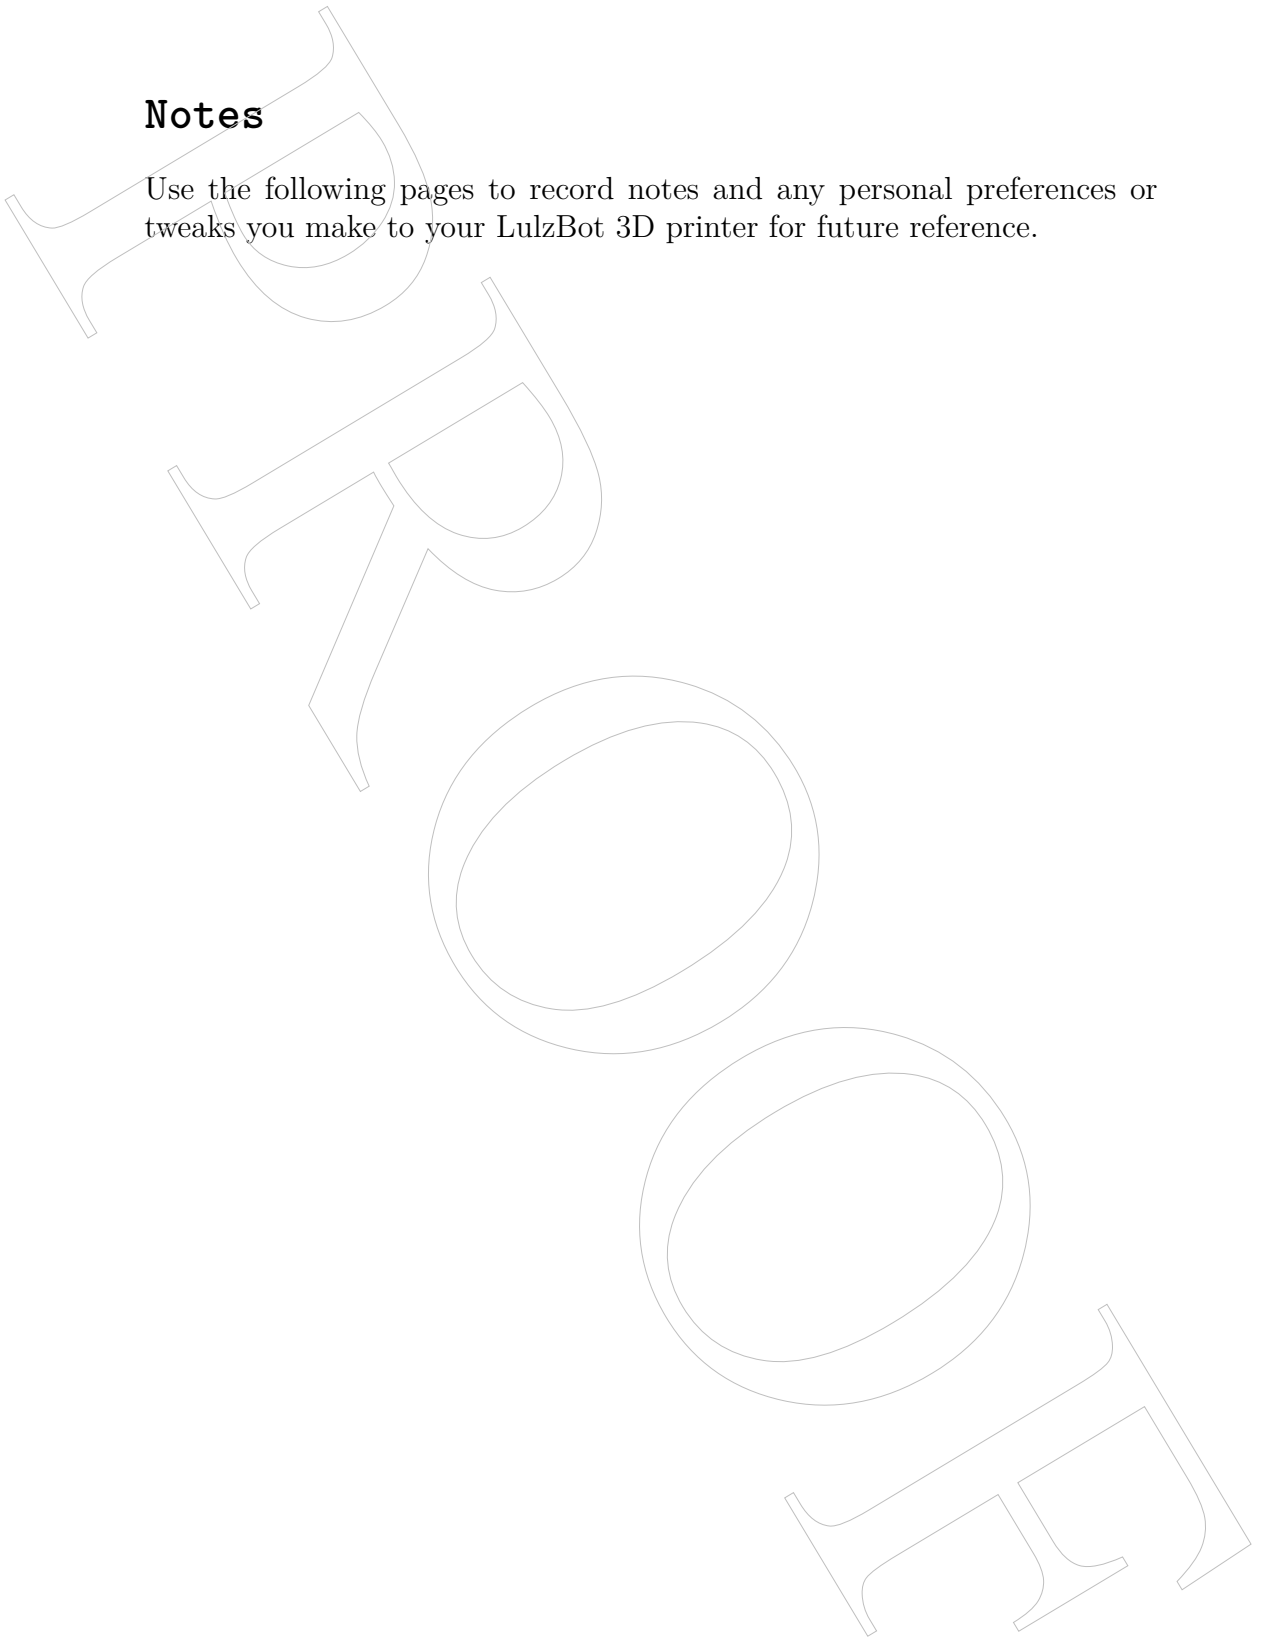 Notes
Use the following pages to record notes and any personal preferences or
tweaks you make to your LulzBot 3D printer for future reference.
PROOF